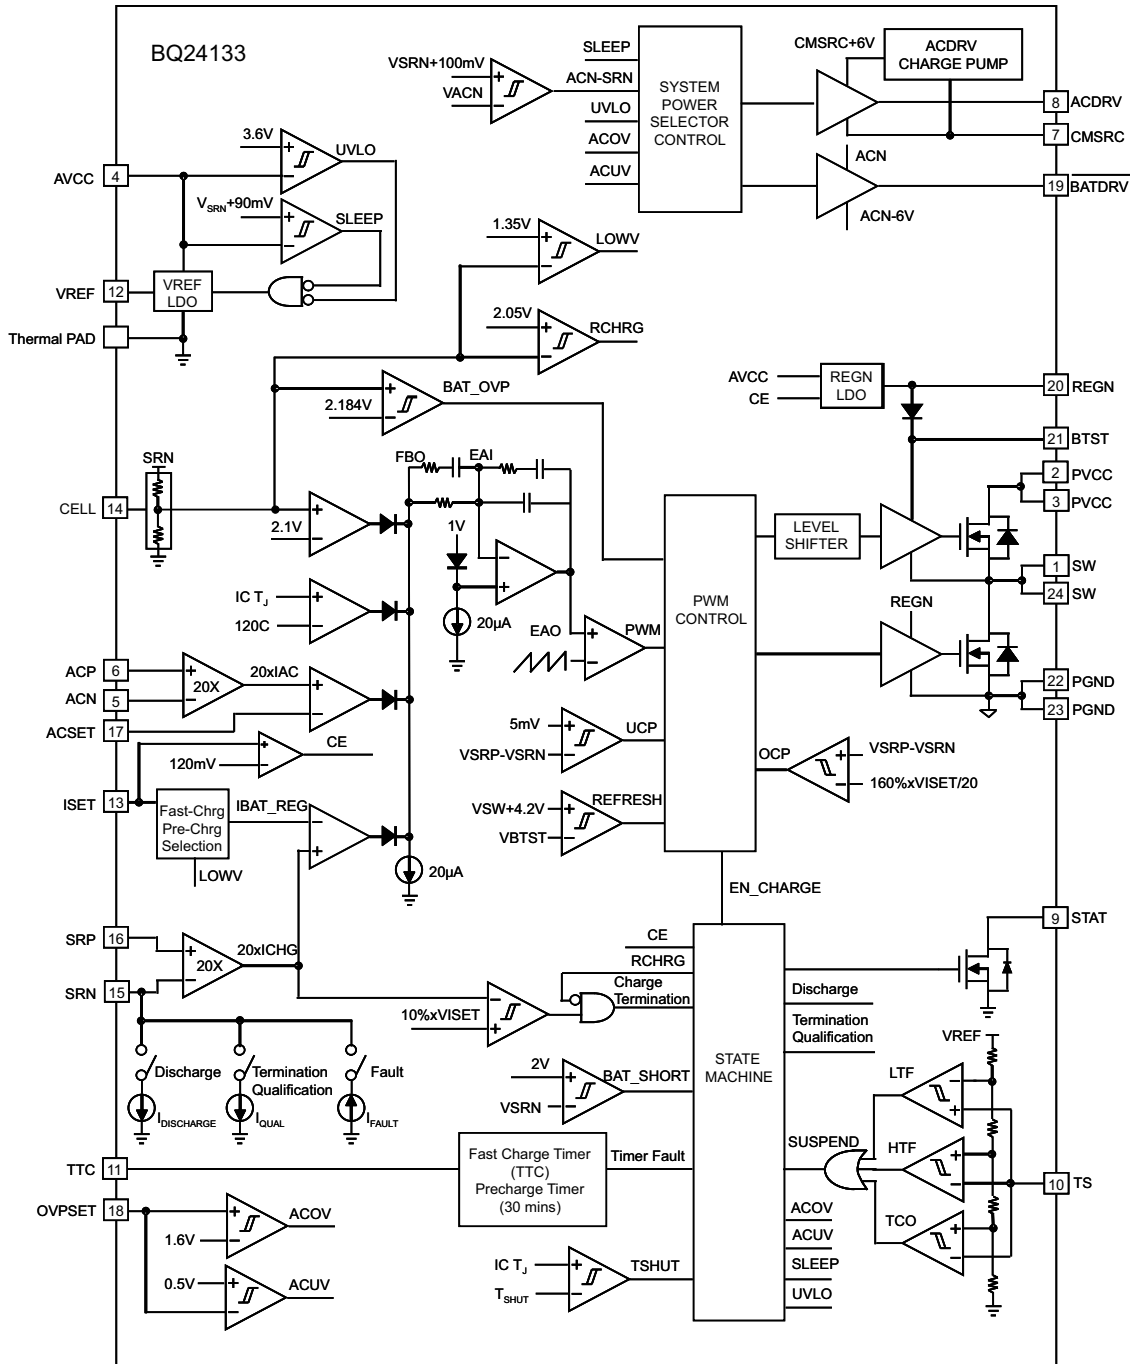 BQ24133
VSRN+100mV
VACN
SLEEP
ACN-SRN
UVLO
ACOV
ACUV
SYSTEM
POWER
SELECTOR
CONTROL
CMSRC+6V
ACDRV
CHARGE PUMP
8
ACDRV
7
CMSRC
ACN
19
BATDRV
ACN-6V
3.6V
UVLO
AVCC
4
VSRN+90mV
SLEEP
VREF
12
VREF
LDO
Thermal PAD
1.35V
LOWV
2.05V
RCHRG
BAT_OVP
2.184V
AVCC
CE
REGN
LDO
20
REGN
21
BTST
2
PVCC
3
PVCC
1
SW
24
SW
22
PGND
23
PGND
SRN
CELL
14
2.1V
FBO
EAI
1V
20µA
EAO
PWM
IC TJ
120C
PWM
CONTROL
LEVEL
SHIFTER
REGN
ACP
6
ACN
5
20X
20xIAC
ACSET
17
120mV
CE
ISET
13
Fast-Chrg
Pre-Chrg
Selection
IBAT_REG
LOWV
20µA
5mV
VSRP-VSRN
UCP
VSW+4.2V
VBTST
REFRESH
OCP
VSRP-VSRN
160%xVISET/20
EN_CHARGE
SRP
16
SRN
15
20X
20xICHG
10%xVISET
CE
RCHRG
Charge
Termination
STATE
MACHINE
Discharge
Termination
Qualification
9
STAT
Discharge
Termination
Qualification
Fault
IDISCHARGE
IQUAL
IFAULT
2V
VSRN
BAT_SHORT
VREF
LTF
HTF
TCO
SUSPEND
10
TS
TTC
11
Fast Charge Timer
(TTC)
Precharge Timer
(30 mins)
Timer Fault
OVPSET
18
1.6V
ACOV
0.5V
ACUV
IC TJ
TSHUT
TSHUT
ACOV
ACUV
SLEEP
UVLO